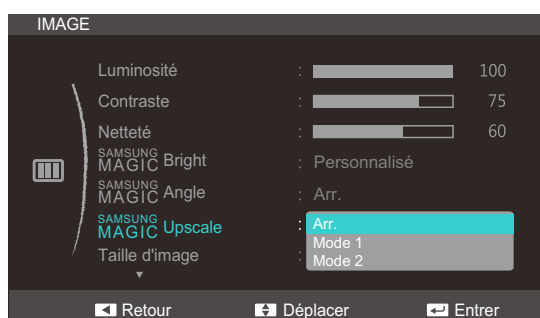 IMAGE
Luminosité : 100
Contraste : 75
Netteté : 60
SAMSUNG MAGIC Bright : Personnalisé
SAMSUNG MAGIC Angle : Arr.
SAMSUNG MAGIC Upscale : Arr.
Mode 1
Mode 2
Taille d'image :
Retour Déplacer Entrer